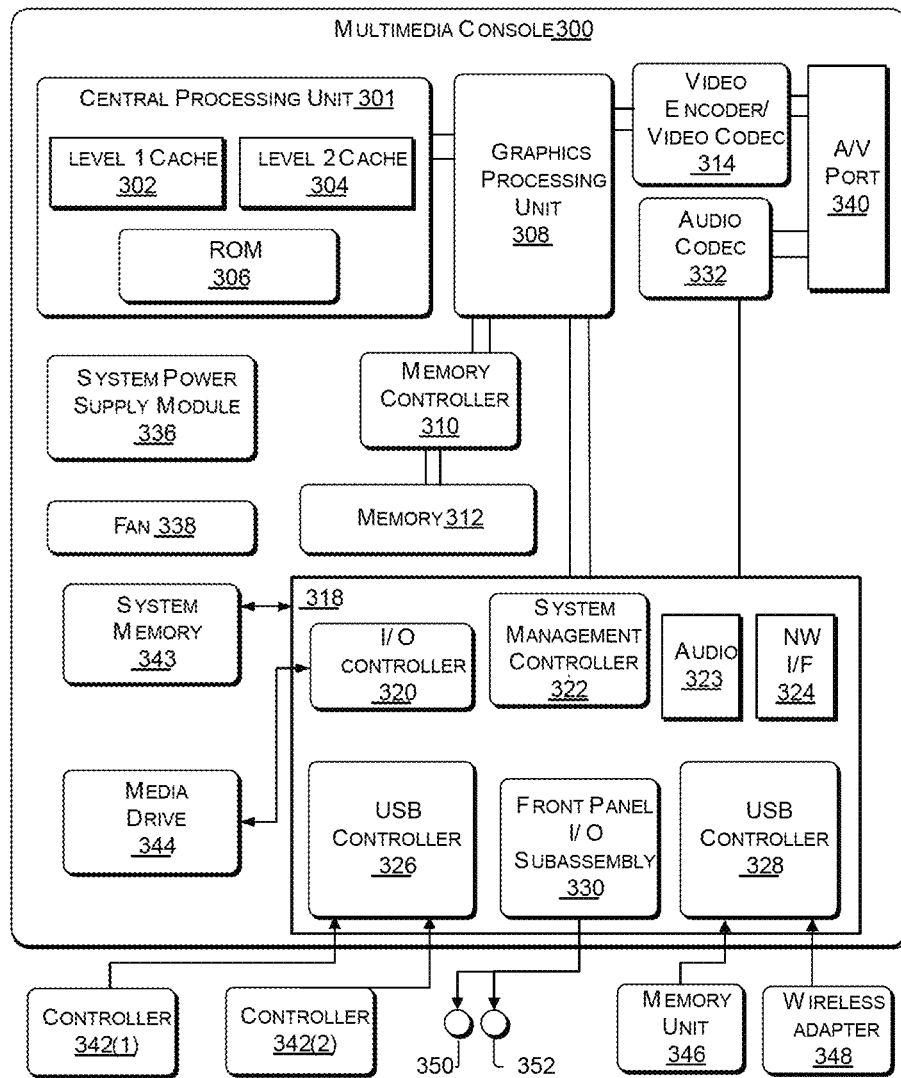 MULTIMEDIA CONSOLE 300
CENTRAL PROCESSING UNIT 301
LEVEL 1 CACHE
302
LEVEL 2 CACHE
304
ROM
306
GRAPHICS
PROCESSING
UNIT
308
VIDEO
ENCODER/
VIDEO CODEC
314
A/V
PORT
340
AUDIO
CODEC
332
SYSTEM POWER
SUPPLY MODULE
336
MEMORY
CONTROLLER
310
FAN 338
MEMORY 312
SYSTEM
MEMORY
343
318
I/O
CONTROLLER
320
SYSTEM
MANAGEMENT
CONTROLLER
322
AUDIO
323
NW
I/F
324
MEDIA
DRIVE
344
USB
CONTROLLER
326
FRONT PANEL
I/O
SUBASSEMBLY
330
USB
CONTROLLER
328
CONTROLLER
342(1)
CONTROLLER
342(2)
350
352
MEMORY
UNIT
346
WIRELESS
ADAPTER
348